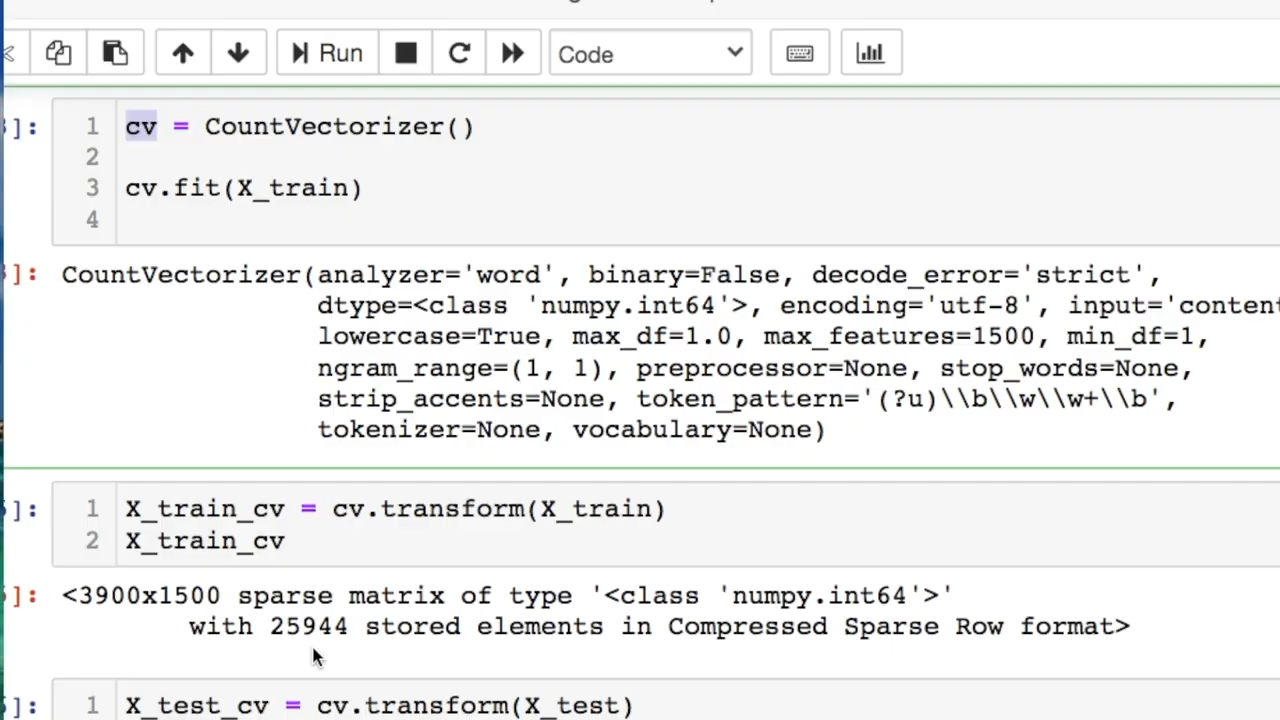 Run
Code
]: 1 cv = CountVectorizer()
2
3 cv.fit(X_train)
4
]: CountVectorizer(analyzer='word', binary=False, decode_error='strict',
dtype=<class 'numpy.int64'>, encoding='utf-8', input='content
lowercase=True, max_df=1.0, max_features=1500, min_df=1,
ngram_range=(1, 1), preprocessor=None, stop_words=None,
strip_accents=None, token_pattern='(?u)\\b\\w\\w+\\b',
tokenizer=None, vocabulary=None)
]: 1 X_train_cv = cv.transform(X_train)
2 X_train_cv
]: <3900x1500 sparse matrix of type '<class 'numpy.int64'>'
with 25944 stored elements in Compressed Sparse Row format>
]: 1 X_test_cv = cv.transform(X_test)